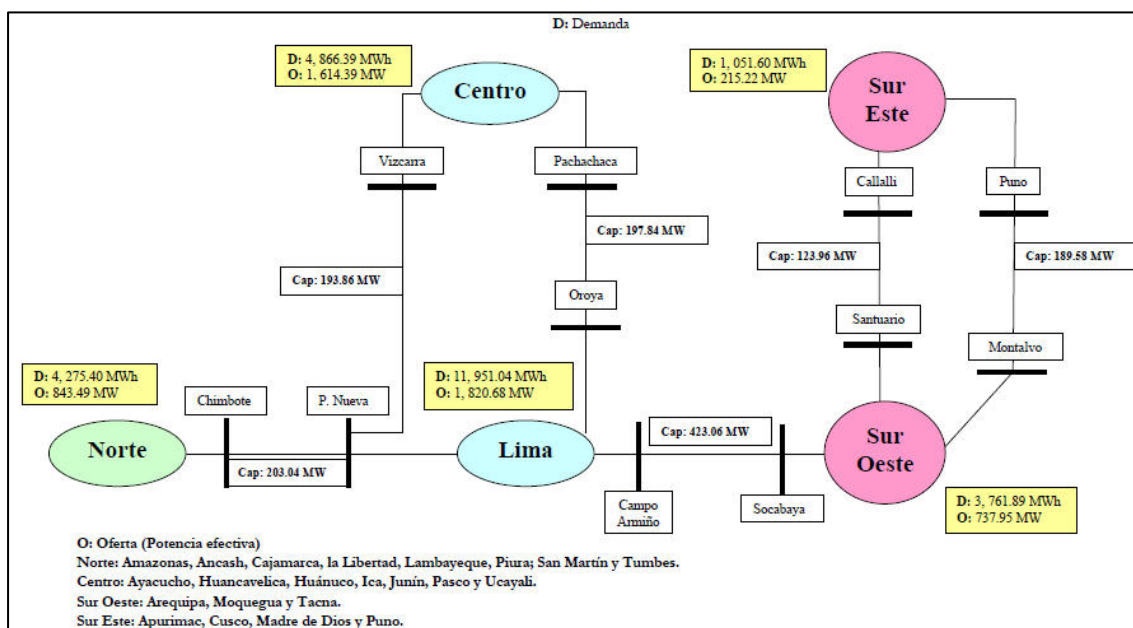 D: Demanda
D: 4, 866.39 MWh
O: 1, 614.39 MW
Centro
D: 1, 051.60 MWh
O: 215.22 MW
Sur
Este
Vizcarra
Pachachaca
Callalli
Puno
Cap: 197.84 MW
Cap: 123.96 MW
Cap: 189.58 MW
Cap: 193.86 MW
Oroya
Santuario
Montalvo
D: 4, 275.40 MWh
O: 843.49 MW
Chimbote
P. Nueva
D: 11, 951.04 MWh
O: 1, 820.68 MW
Norte
Cap: 203.04 MW
Lima
Cap: 423.06 MW
Sur
Oeste
Campo
Armiño
Socabaya
D: 3, 761.89 MWh
O: 737.95 MW
O: Oferta (Potencia efectiva)
Norte: Amazonas, Ancash, Cajamarca, la Libertad, Lambayeque, Piura; San Martín y Tumbes.
Centro: Ayacucho, Huancavelica, Huánuco, Ica, Junín, Pasco y Ucayali.
Sur Oeste: Arequipa, Moquegua y Tacna.
Sur Este: Apurimac, Cusco, Madre de Dios y Puno.